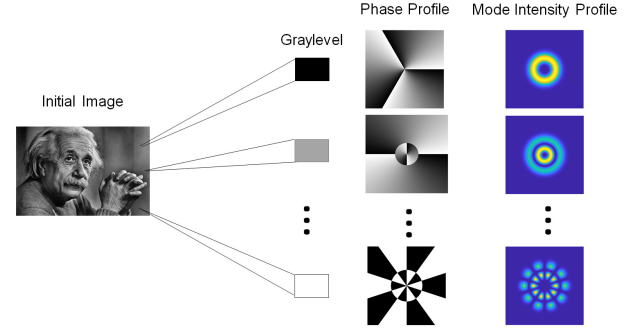 Phase Profile
Mode Intensity Profile
Graylevel
Initial Image